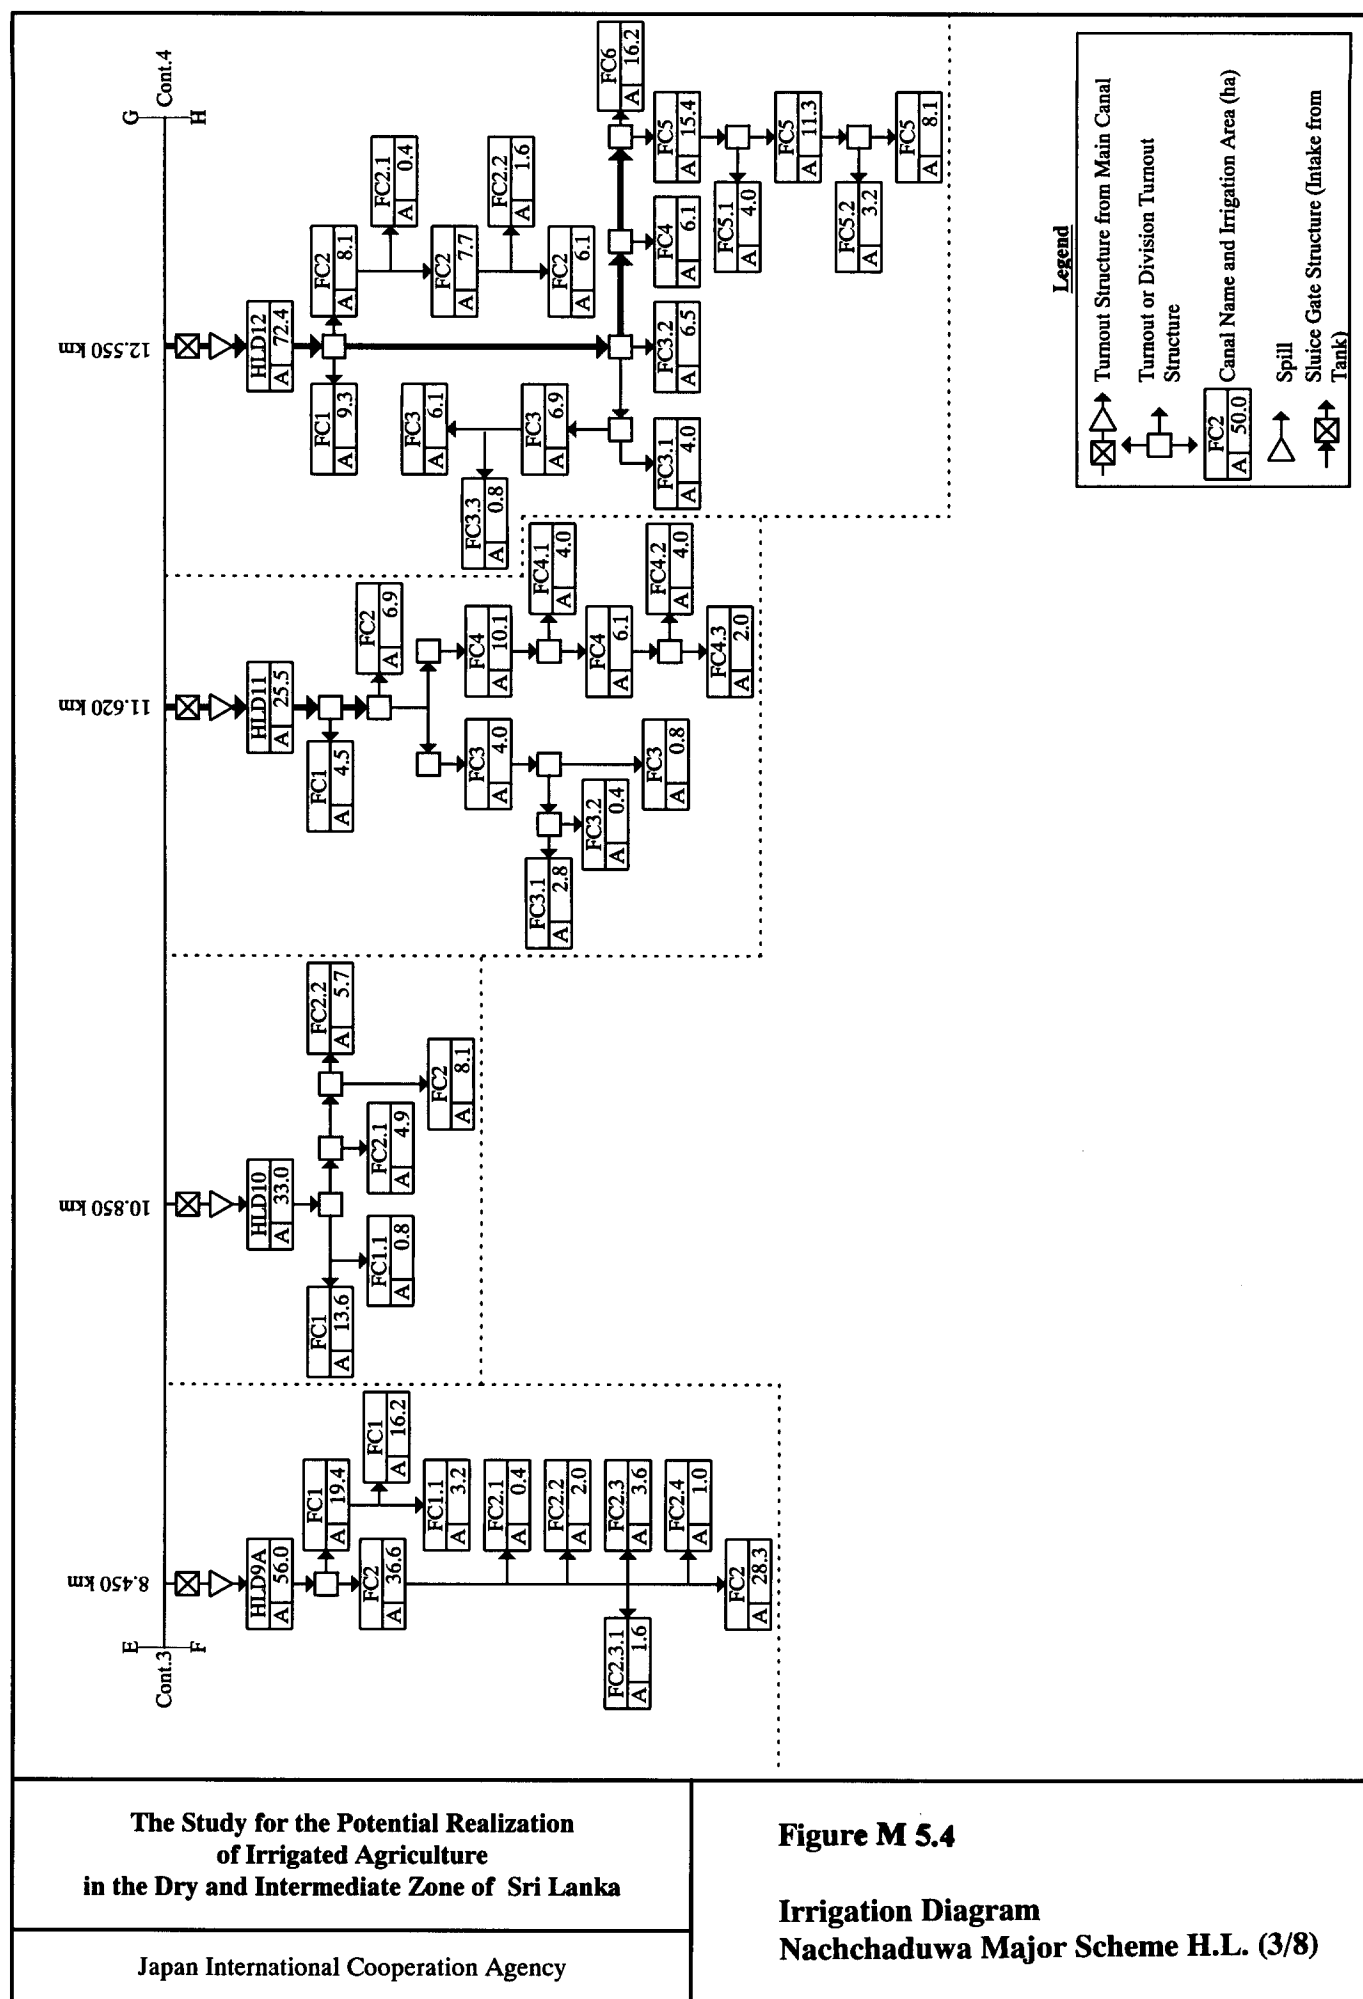 E
F
Cont.3
G
H
Cont.4
8.450 km
HLD9A
A 56.0
FC1
A 19.4
FC1
A 16.2
FC1.1
A 3.2
FC2
A 36.6
FC2.1
A 0.4
FC2.2
A 2.0
FC2.3
A 3.6
FC2.3.1
A 1.6
FC2.4
A 1.0
FC2
A 28.3
10.850 km
HLD10
A 33.0
FC1
A 13.6
FC1.1
A 0.8
FC2.1
A 4.9
FC2.2
A 5.7
FC2
A 8.1
11.620 km
HLD11
A 25.5
FC1
A 4.5
FC2
A 6.9
FC3
A 4.0
FC3.1
A 2.8
FC3.2
A 0.4
FC3
A 0.8
FC4
A 10.1
FC4.1
A 4.0
FC4
A 6.1
FC4.2
A 4.0
FC4.3
A 2.0
12.550 km
HLD12
A 72.4
FC1
A 9.3
FC2
A 8.1
FC2.1
A 0.4
FC2
A 7.7
FC2.2
A 1.6
FC2
A 6.1
FC3
A 6.1
FC3.3
A 0.8
FC3
A 6.9
FC3.1
A 4.0
FC3.2
A 6.5
FC4
A 6.1
FC6
A 16.2
FC5
A 15.4
FC5.1
A 4.0
FC5
A 11.3
FC5.2
A 3.2
FC5
A 8.1
Legend
Turnout Structure from Main Canal
Turnout or Division Turnout
Structure
FC2
A 50.0
Canal Name and Irrigation Area (ha)
Spill
Sluice Gate Structure (Intake from
Tank)
The Study for the Potential Realization
of Irrigated Agriculture
in the Dry and Intermediate Zone of Sri Lanka
Japan International Cooperation Agency
Figure M 5.4
Irrigation Diagram
Nachchaduwa Major Scheme H.L. (3/8)